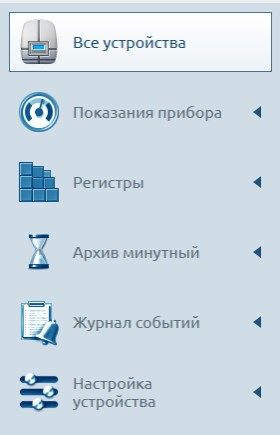 Все устройства
Показания прибора
Регистры
Архив минутный
Журнал событий
Настройка
устройства